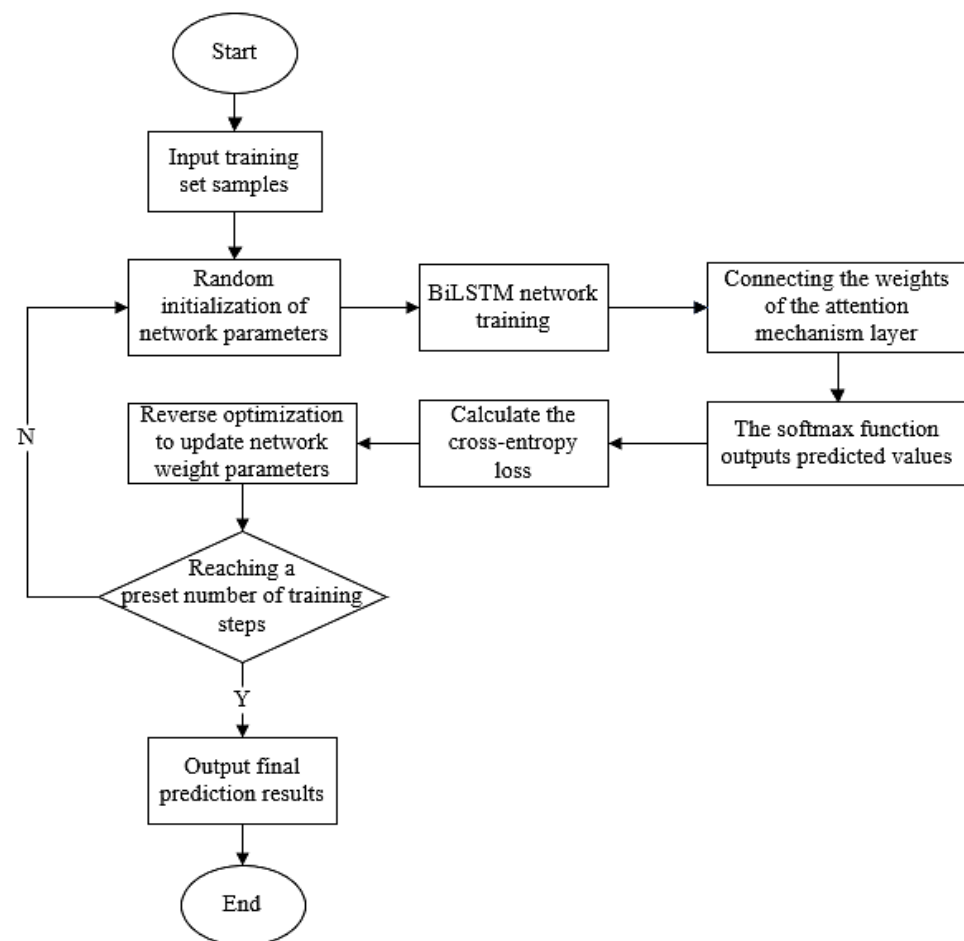 Start
Input training
set samples
Random
initialization of
network parameters
BiLSTM network
training
Connecting the weights
of the attention
mechanism layer
The softmax function
outputs predicted values
Calculate the
cross-entropy
loss
Reverse optimization
to update network
weight parameters
Reaching a
preset number of training
steps
N
Y
Output final
prediction results
End